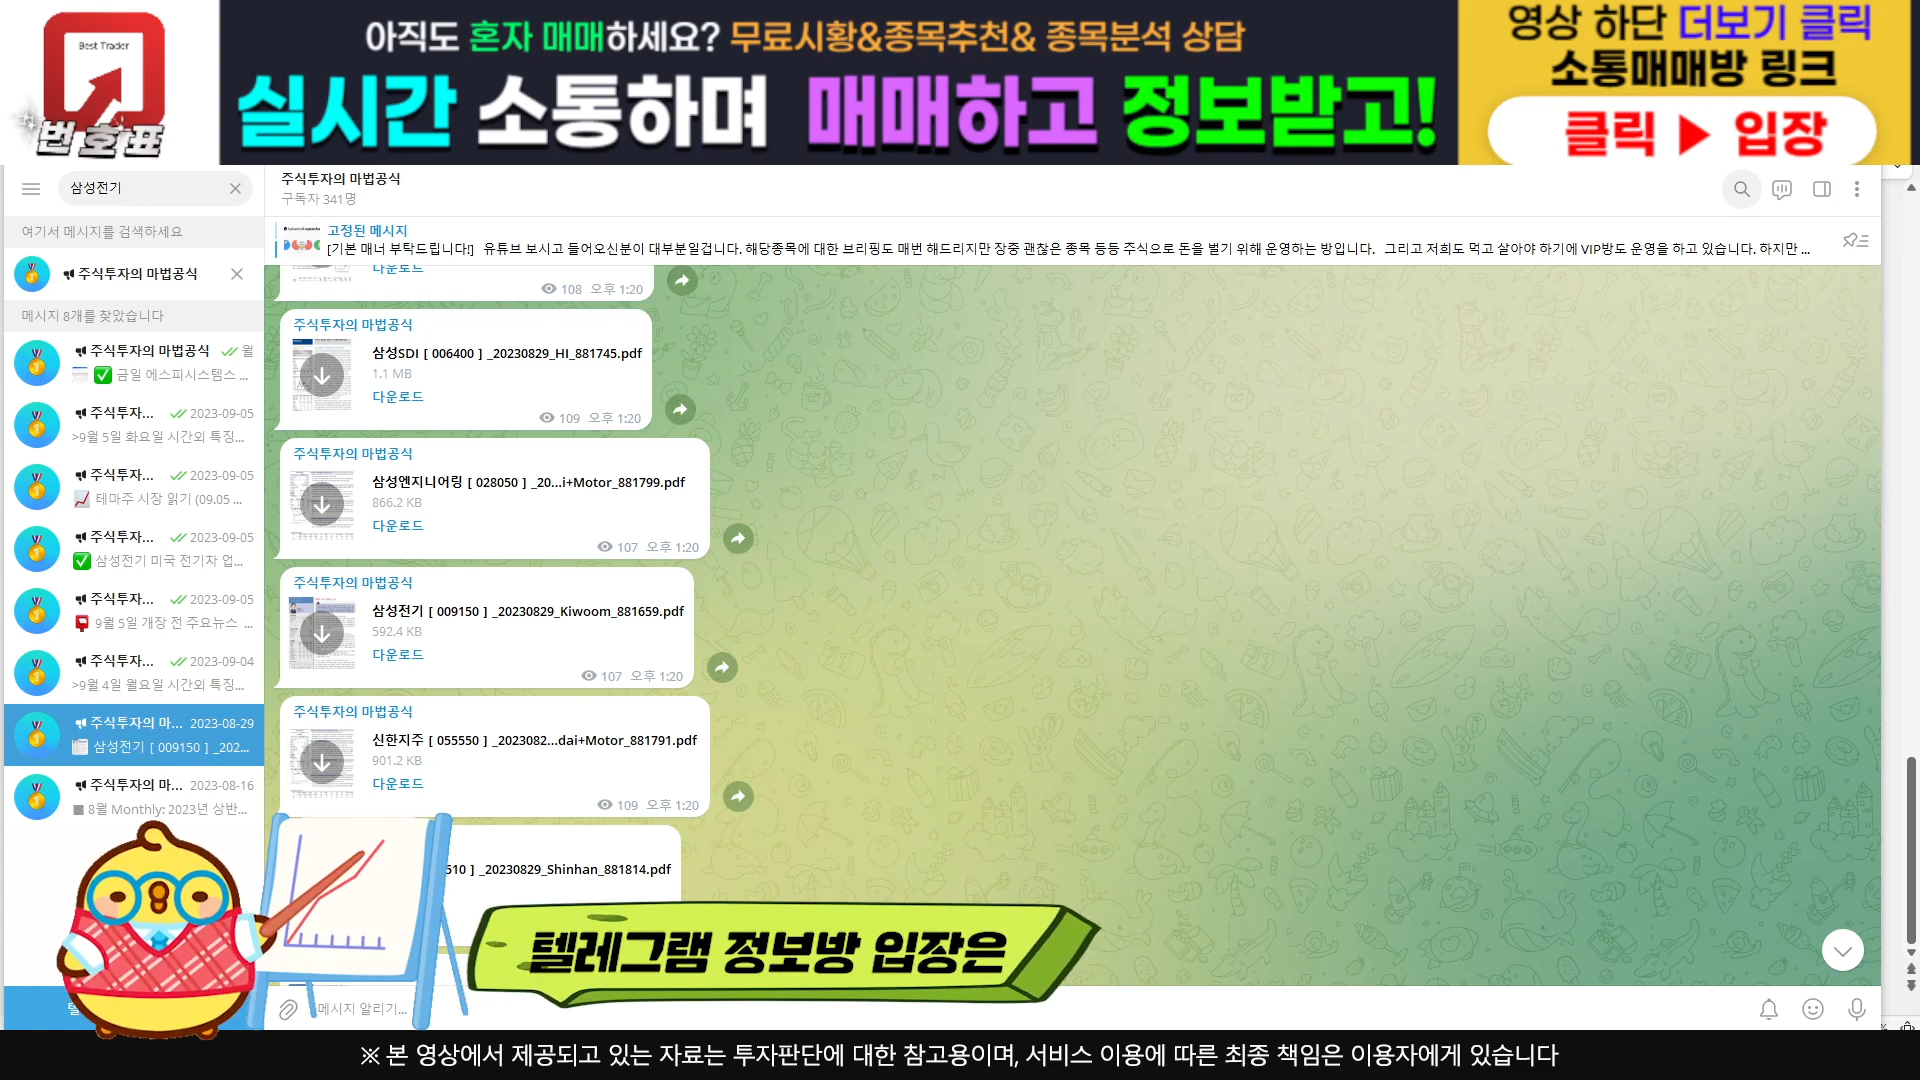 Best Trader
번호표
아직도 혼자 매매하세요? 무료시황&종목추천& 종목분석 상담
실시간 소통하며 매매하고 정보받고!
영상 하단 더보기 클릭
소통매매방 링크
클릭 ▶ 입장
삼성전기
여기서 메시지를 검색하세요
주식투자의 마법공식
메시지 8개를 찾았습니다
주식투자의 마법공식 월
✅ 금일 에스피시스템스 ...
주식투자... 2023-09-05
>9월 5일 화요일 시간외 특징...
주식투자... 2023-09-05
테마주 시장 읽기 (09.05 ...
주식투자... 2023-09-05
✅ 삼성전기 미국 전기차 업...
주식투자... 2023-09-05
9월 5일 개장 전 주요뉴스 ...
주식투자... 2023-09-04
>9월 4일 월요일 시간외 특징...
주식투자의 마... 2023-08-29
삼성전기 [ 009150 ] _202...
주식투자의 마... 2023-08-16
■ 8월 Monthly: 2023년 상반...
주식투자의 마법공식
구독자 341명
고정된 메시지
[기본 매너 부탁드립니다!] 유튜브 보시고 들어오신분이 대부분일겁니다. 해당종목에 대한 브리핑도 매번 해드리지만 장중 괜찮은 종목 등등 주식으로 돈을 벌기 위해 운영하는 방입니다. 그리고 저희도 먹고 살아야 하기에 VIP방도 운영을 하고 있습니다. 하지만 ...
다운로드
108 오후 1:20
주식투자의 마법공식
삼성SDI [ 006400 ] _20230829_HI_881745.pdf
1.1 MB
다운로드
109 오후 1:20
주식투자의 마법공식
삼성엔지니어링 [ 028050 ] _20...i+Motor_881799.pdf
866.2 KB
다운로드
107 오후 1:20
주식투자의 마법공식
삼성전기 [ 009150 ] _20230829_Kiwoom_881659.pdf
592.4 KB
다운로드
107 오후 1:20
주식투자의 마법공식
신한지주 [ 055550 ] _2023082...dai+Motor_881791.pdf
901.2 KB
다운로드
109 오후 1:20
510 ] _20230829_Shinhan_881814.pdf
텔레그램 정보방 입장은
메시지 알리기...
※ 본 영상에서 제공되고 있는 자료는 투자판단에 대한 참고용이며, 서비스 이용에 따른 최종 책임은 이용자에게 있습니다